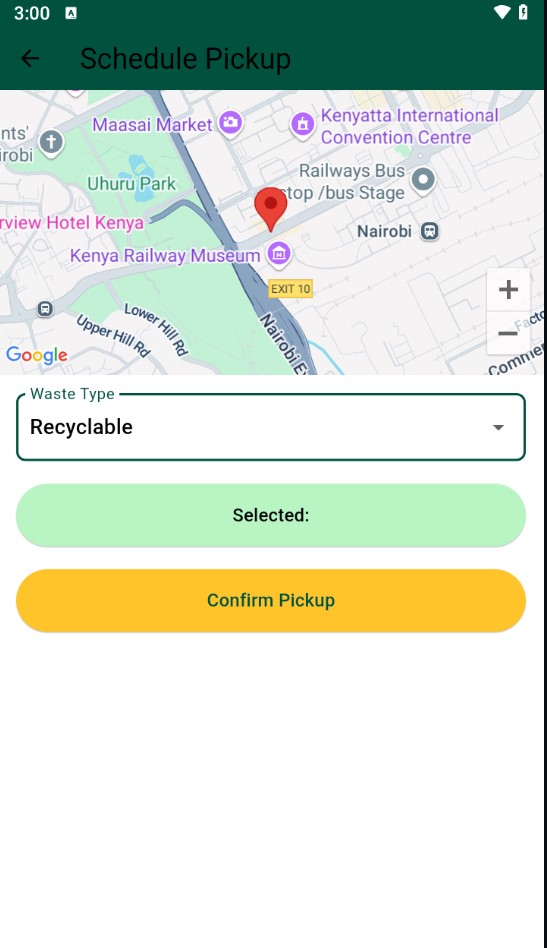 3:00
A
Schedule Pickup
Maasai Market
Kenyatta International
Convention Centre
nts'
irobi
Railways Bus
stop /bus Stage
Uhuru Park
rview Hotel Kenya
Nairobi
Kenya Railway Museum
EXIT 10
+
−
Lower Hill Rd
Upper Hill Rd
Nairobi E
Facto
Commer
Google
Waste Type
Recyclable
Selected:
Confirm Pickup